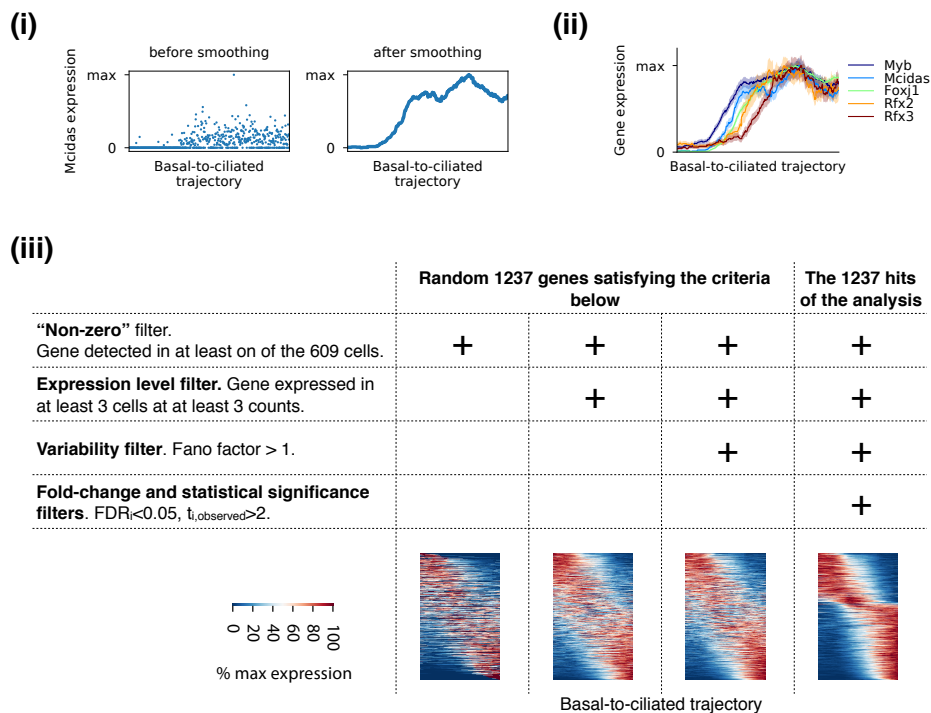 (i)
before smoothing
after smoothing
Mcidas expression
max
0
max
0
Basal-to-ciliated
trajectory
Basal-to-ciliated
trajectory
(ii)
Gene expression
max
0
Basal-to-ciliated trajectory
Myb
Mcidas
Foxj1
Rfx2
Rfx3
(iii)
Random 1237 genes satisfying the criteria
below
The 1237 hits
of the analysis
“Non-zero” filter.
Gene detected in at least on of the 609 cells.
+ + + +
Expression level filter. Gene expressed in
at least 3 cells at at least 3 counts.
+ + +
Variability filter. Fano factor > 1.
+ +
Fold-change and statistical significance
filters. FDRi<0.05, ti,observed>2.
+
0 20 40 60 80 100
% max expression
Basal-to-ciliated trajectory